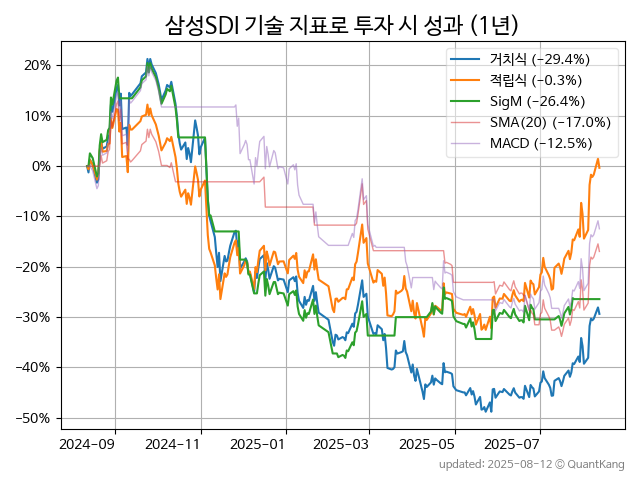 삼성SDI 기술 지표로 투자 시 성과 (1년)
거치식 (−29.4%)
적립식 (−0.3%)
SigM (−26.4%)
SMA(20) (−17.0%)
MACD (−12.5%)
20%
10%
0%
−10%
−20%
−30%
−40%
−50%
2024-09 2024-11 2025-01 2025-03 2025-05 2025-07
updated: 2025-08-12 © QuantKang